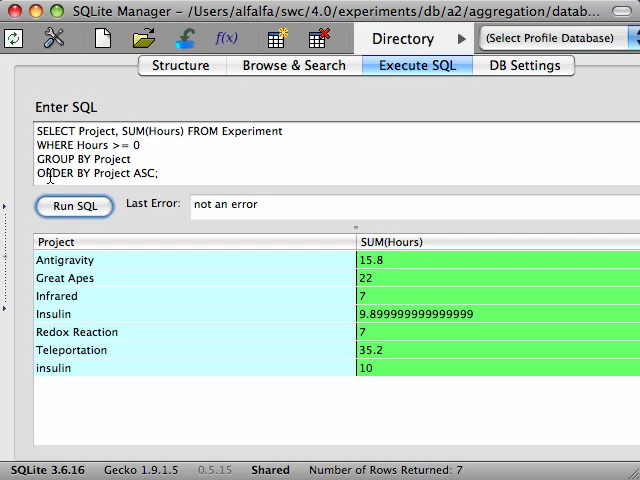 SQLite Manager - /Users/alfalfa/swc/4.0/experiments/db/a2/aggregation/datab...
f(x)
Directory
(Select Profile Database)
Structure
Browse & Search
Execute SQL
DB Settings
Enter SQL
SELECT Project, SUM(Hours) FROM Experiment
WHERE Hours >= 0
GROUP BY Project
ORDER BY Project ASC;
Run SQL
Last Error:
not an error
Project SUM(Hours)
Antigravity 15.8
Great Apes 22
Infrared 7
Insulin 9.899999999999999
Redox Reaction 7
Teleportation 35.2
insulin 10
SQLite 3.6.16 Gecko 1.9.1.5 0.5.15 Shared Number of Rows Returned: 7